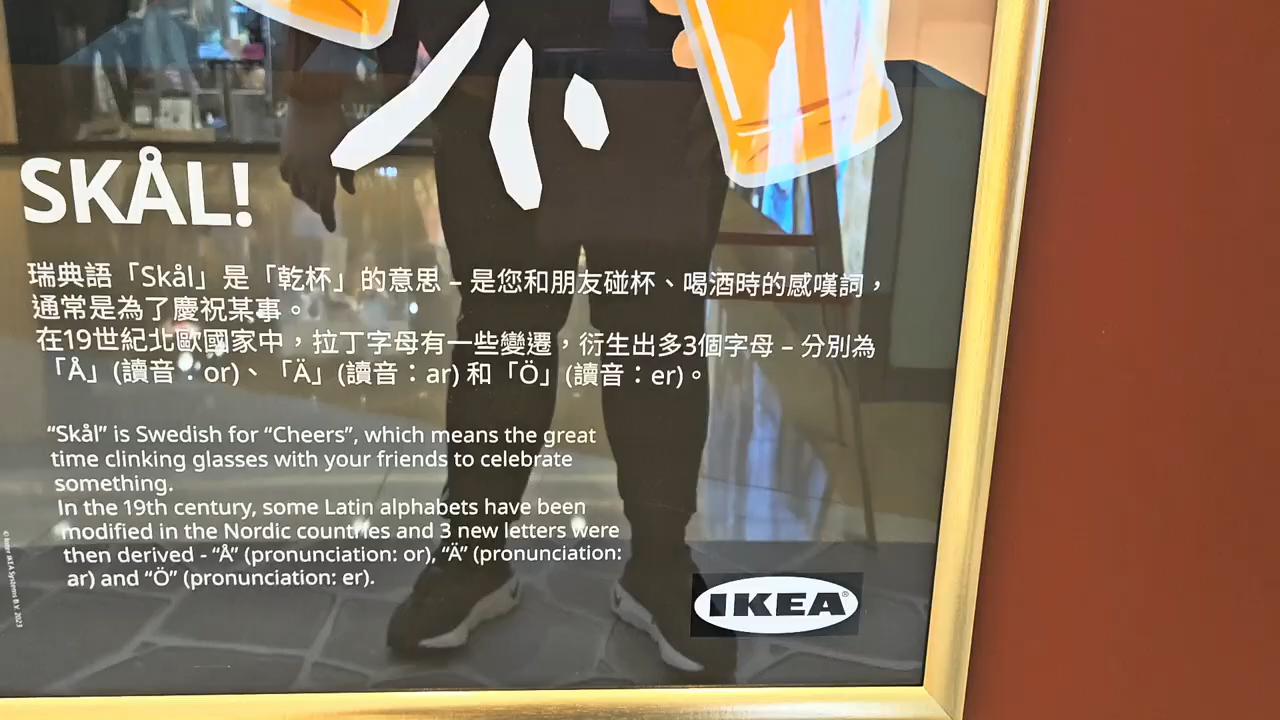 SKÅL!
瑞典語「Skål」是「乾杯」的意思 – 是您和朋友碰杯、喝酒時的感嘆詞，
通常是為了慶祝某事。
在19世紀北歐國家中，拉丁字母有一些變遷，衍生出多3個字母 – 分別為
「Å」(讀音：or)、「Ä」(讀音：ar) 和「Ö」(讀音：er)。
“Skål” is Swedish for “Cheers”, which means the great
time clinking glasses with your friends to celebrate
something.
In the 19th century, some Latin alphabets have been
modified in the Nordic countries and 3 new letters were
then derived - “Å” (pronunciation: or), “Ä” (pronunciation:
ar) and “Ö” (pronunciation: er).
IKEA®
© Inter IKEA Systems B.V. 2023